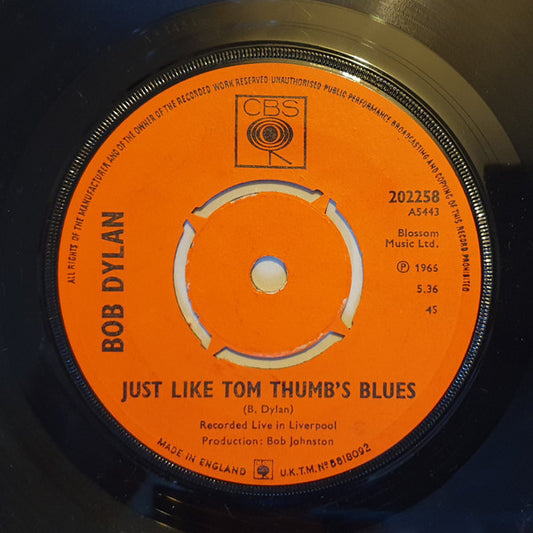 ALL RIGHTS OF THE MANUFACTURER AND OF THE OWNER OF THE RECORDED WORK RESERVED·UNAUTHORISED PUBLIC PERFORMANCE BROADCASTING AND COPYING OF THIS RECORD PROHIBITED
CBS
BOB DYLAN
202258
A5443
Blossom
Music Ltd.
℗ 1965
5.36
45
JUST LIKE TOM THUMB'S BLUES
(B. Dylan)
Recorded Live in Liverpool
Production: Bob Johnston
MADE IN ENGLAND
U.K.T.M. Nº 8818092